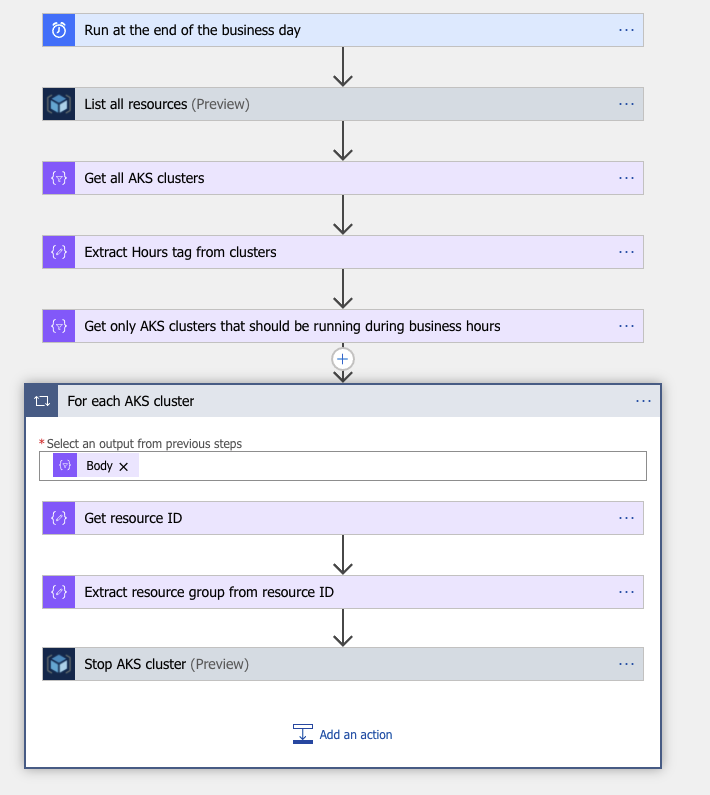 Run at the end of the business day
List all resources (Preview)
Get all AKS clusters
Extract Hours tag from clusters
Get only AKS clusters that should be running during business hours
For each AKS cluster
*Select an output from previous steps
Body
Get resource ID
Extract resource group from resource ID
Stop AKS cluster (Preview)
Add an action